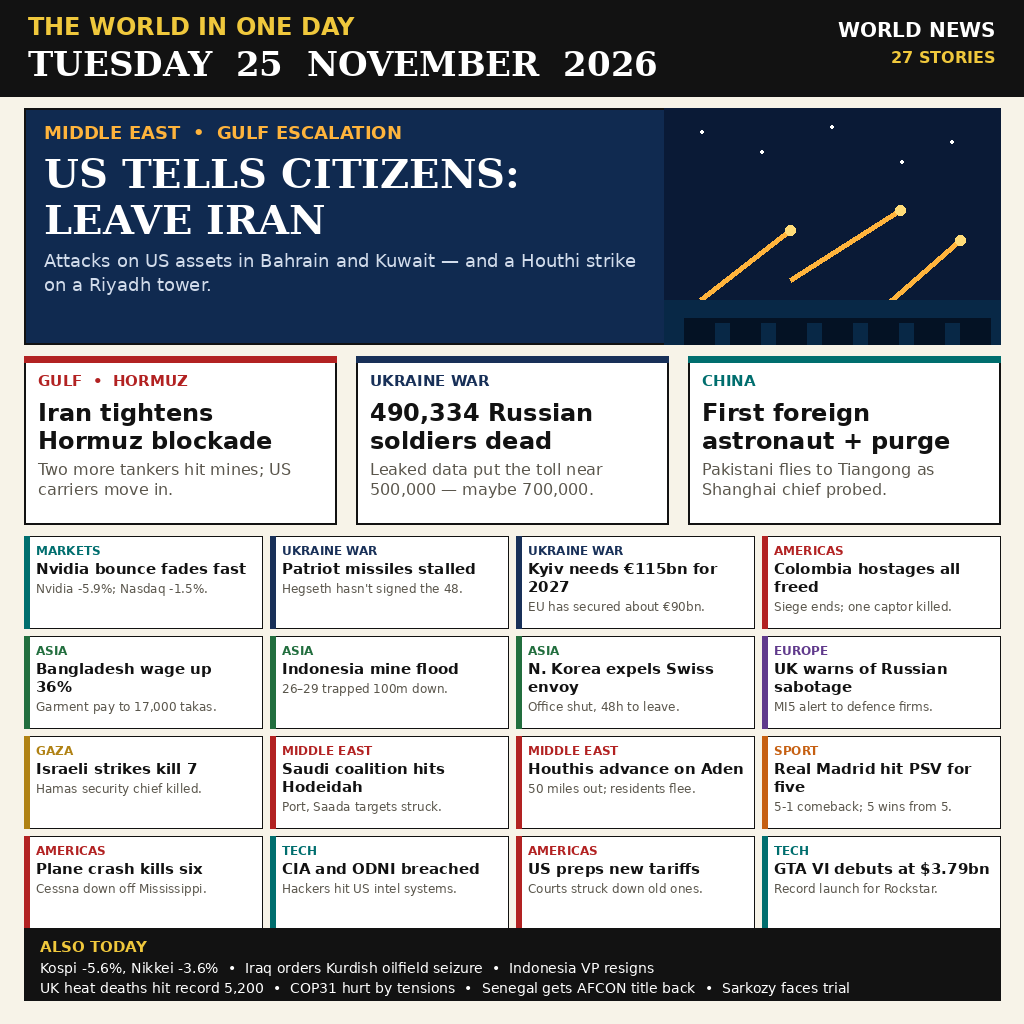 THE WORLD IN ONE DAY
TUESDAY 25 NOVEMBER 2026
WORLD NEWS
27 STORIES
MIDDLE EAST • GULF ESCALATION
US TELLS CITIZENS:
LEAVE IRAN
Attacks on US assets in Bahrain and Kuwait — and a Houthi strike
on a Riyadh tower.
GULF • HORMUZ
Iran tightens
Hormuz blockade
Two more tankers hit mines; US
carriers move in.
UKRAINE WAR
490,334 Russian
soldiers dead
Leaked data put the toll near
500,000 — maybe 700,000.
CHINA
First foreign
astronaut + purge
Pakistani flies to Tiangong as
Shanghai chief probed.
MARKETS
Nvidia bounce fades fast
Nvidia -5.9%; Nasdaq -1.5%.
UKRAINE WAR
Patriot missiles stalled
Hegseth hasn't signed the 48.
UKRAINE WAR
Kyiv needs €115bn for
2027
EU has secured about €90bn.
AMERICAS
Colombia hostages all
freed
Siege ends; one captor killed.
ASIA
Bangladesh wage up
36%
Garment pay to 17,000 takas.
ASIA
Indonesia mine flood
26–29 trapped 100m down.
ASIA
N. Korea expels Swiss
envoy
Office shut, 48h to leave.
EUROPE
UK warns of Russian
sabotage
MI5 alert to defence firms.
GAZA
Israeli strikes kill 7
Hamas security chief killed.
MIDDLE EAST
Saudi coalition hits
Hodeidah
Port, Saada targets struck.
MIDDLE EAST
Houthis advance on Aden
50 miles out; residents flee.
SPORT
Real Madrid hit PSV for
five
5-1 comeback; 5 wins from 5.
AMERICAS
Plane crash kills six
Cessna down off Mississippi.
TECH
CIA and ODNI breached
Hackers hit US intel systems.
AMERICAS
US preps new tariffs
Courts struck down old ones.
TECH
GTA VI debuts at $3.79bn
Record launch for Rockstar.
ALSO TODAY
Kospi -5.6%, Nikkei -3.6% • Iraq orders Kurdish oilfield seizure • Indonesia VP resigns
UK heat deaths hit record 5,200 • COP31 hurt by tensions • Senegal gets AFCON title back • Sarkozy faces trial